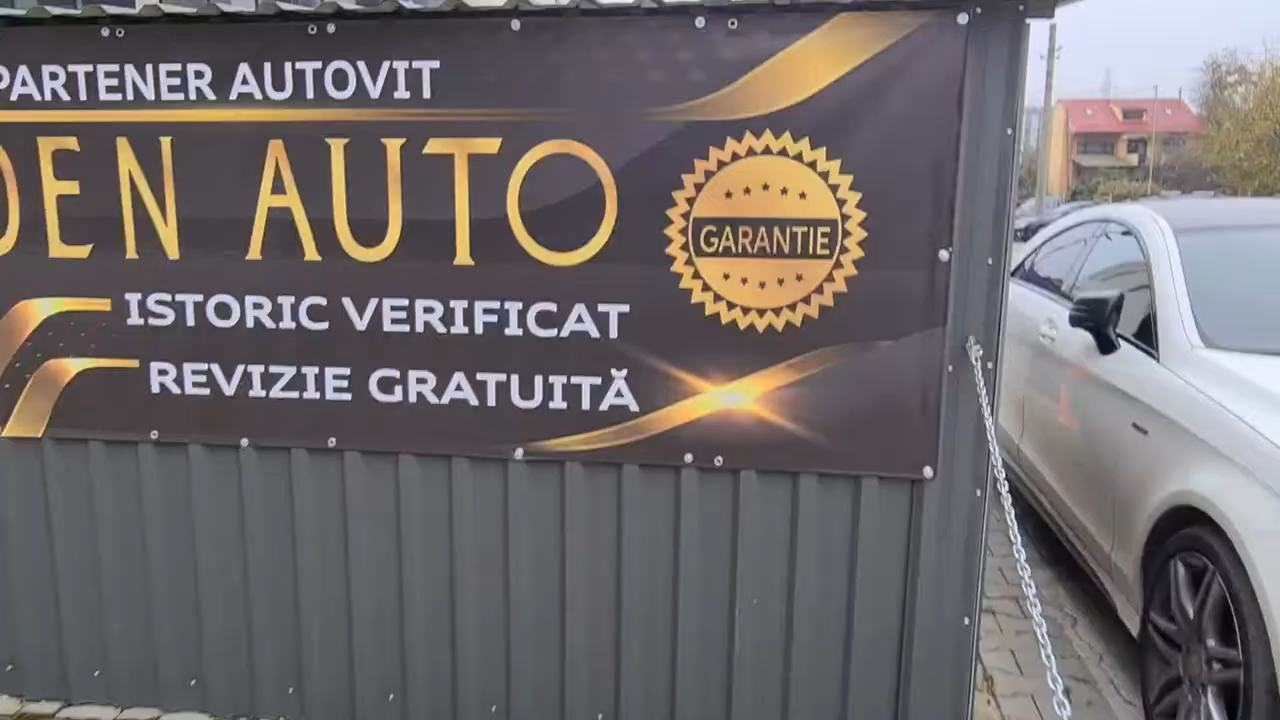 PARTENER AUTOVIT
DEN AUTO
GARANTIE
ISTORIC VERIFICAT
REVIZIE GRATUITĂ